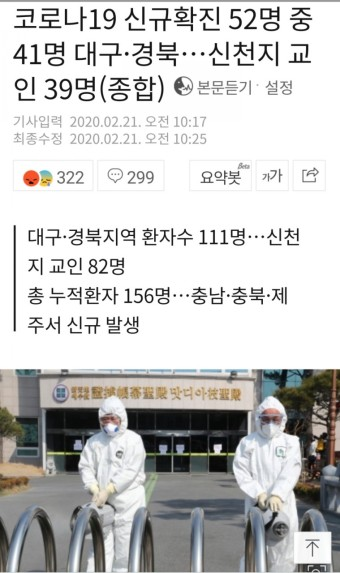 코로나19 신규확진 52명 중
41명 대구·경북…신천지 교
인 39명(종합) 본문듣기 · 설정
기사입력 2020.02.21. 오전 10:17
최종수정 2020.02.21. 오전 10:25
322 299 요약봇 Beta 가가
대구·경북지역 환자수 111명…신천
지 교인 82명
총 누적환자 156명…충남·충북·제
주서 신규 발생